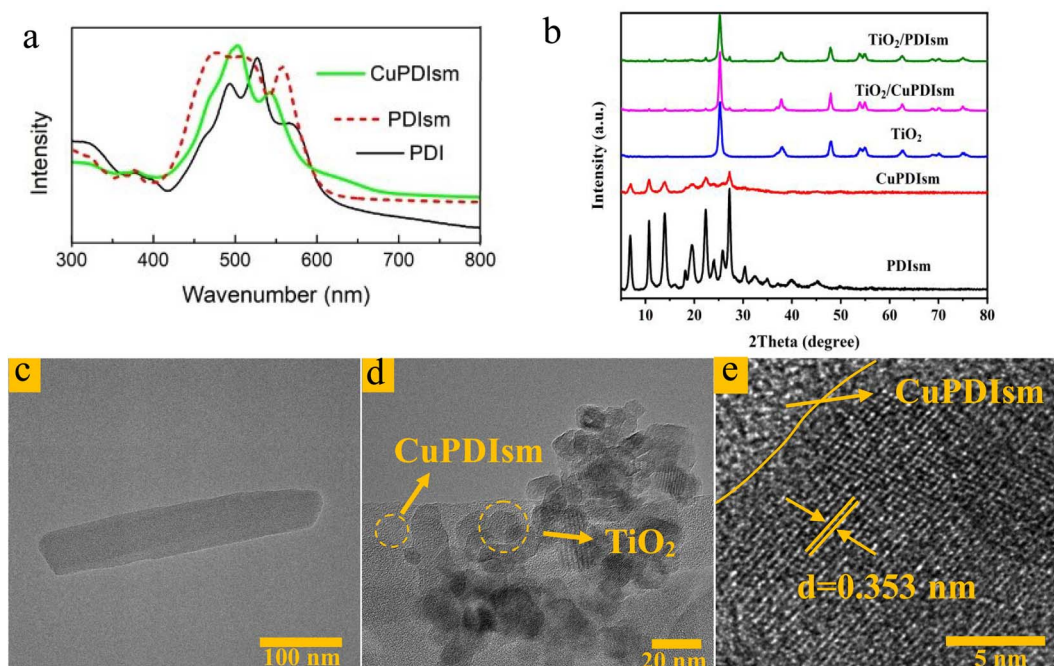 a
Intensity
CuPDIsm
PDIsm
PDI
300
400
500
600
700
800
Wavenumber (nm)
b
Intensity (a.u.)
TiO2/PDIsm
TiO2/CuPDIsm
TiO2
CuPDIsm
PDIsm
10
20
30
40
50
60
70
80
2Theta (degree)
c
100 nm
d
CuPDIsm
TiO2
20 nm
e
CuPDIsm
d=0.353 nm
5 nm